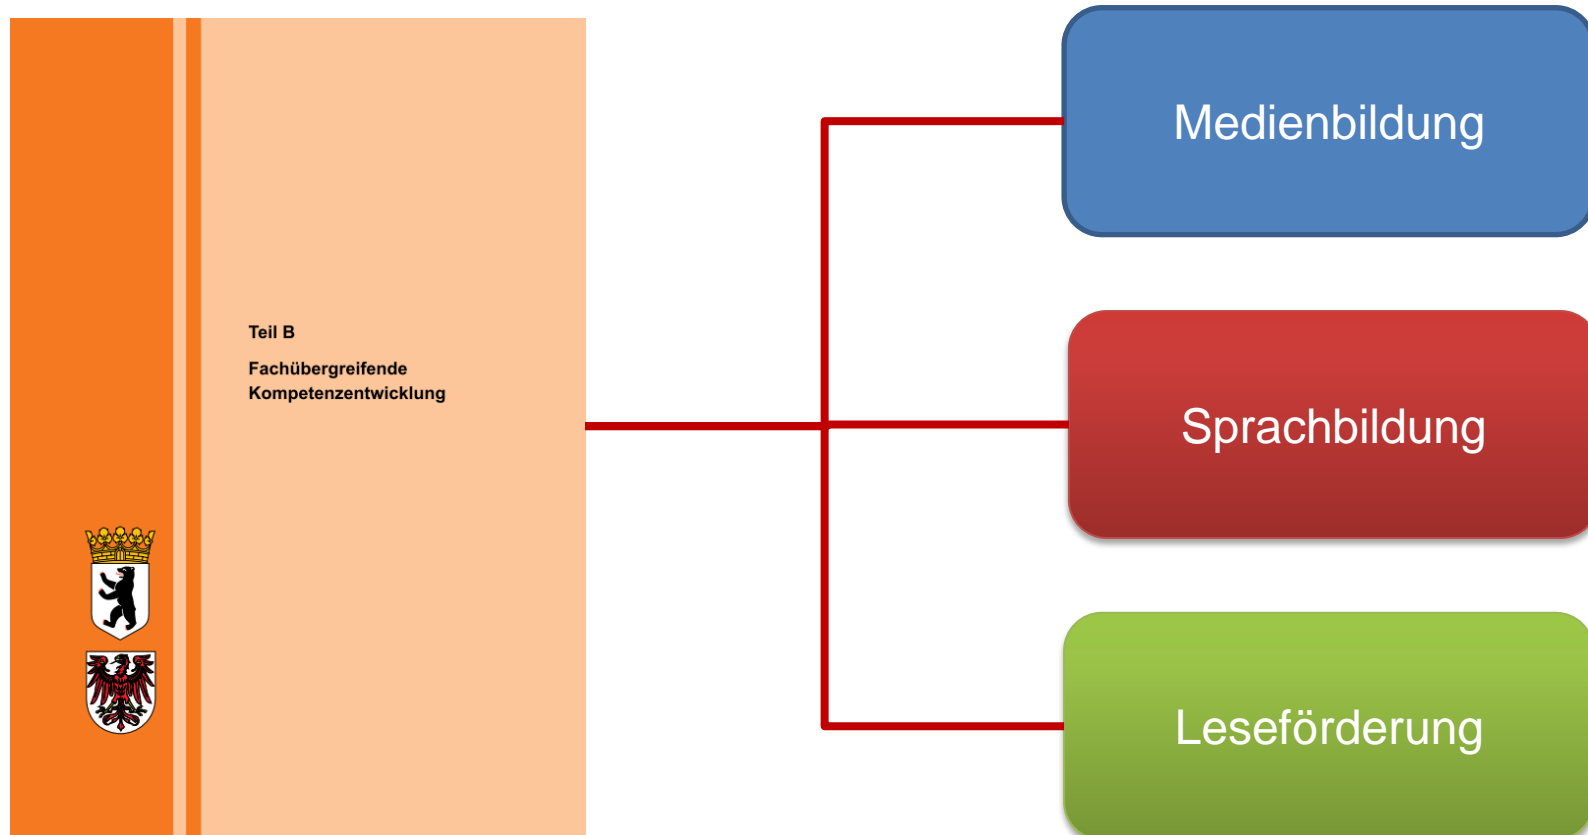 Teil B
Fachübergreifende
Kompetenzentwicklung
Medienbildung
Sprachbildung
Leseförderung